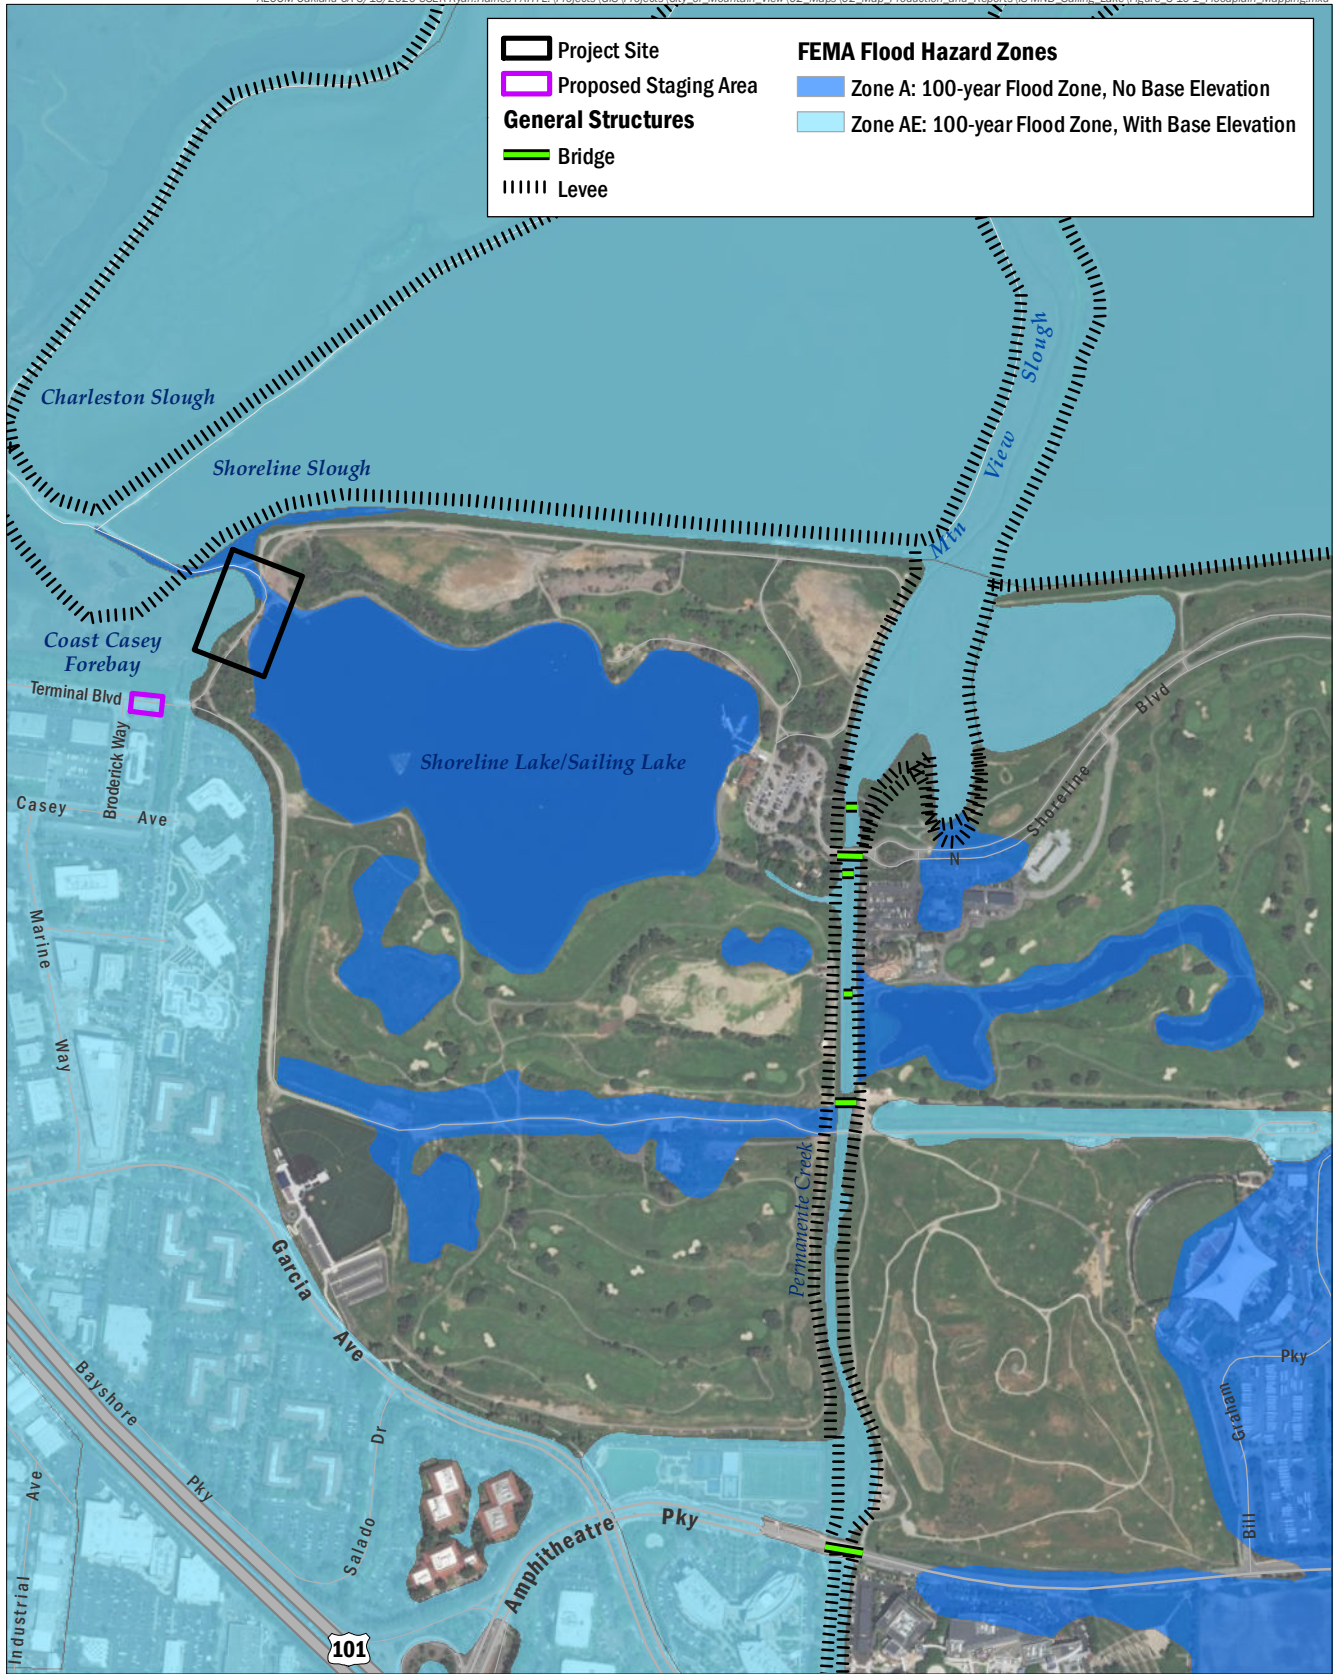 Project Site
Proposed Staging Area
General Structures
Bridge
Levee
FEMA Flood Hazard Zones
Zone A: 100-year Flood Zone, No Base Elevation
Zone AE: 100-year Flood Zone, With Base Elevation
Charleston Slough
Shoreline Slough
Mtn View Slough
Coast Casey
Forebay
Terminal Blvd
Broderick Way
Casey Ave
Shoreline Lake/Sailing Lake
N Shoreline Blvd
Marine Way
Permanente Creek
Garcia Ave
Bayshore Pky
Salado Dr
Amphitheatre Pky
Bill Graham Pky
Industrial Ave
101